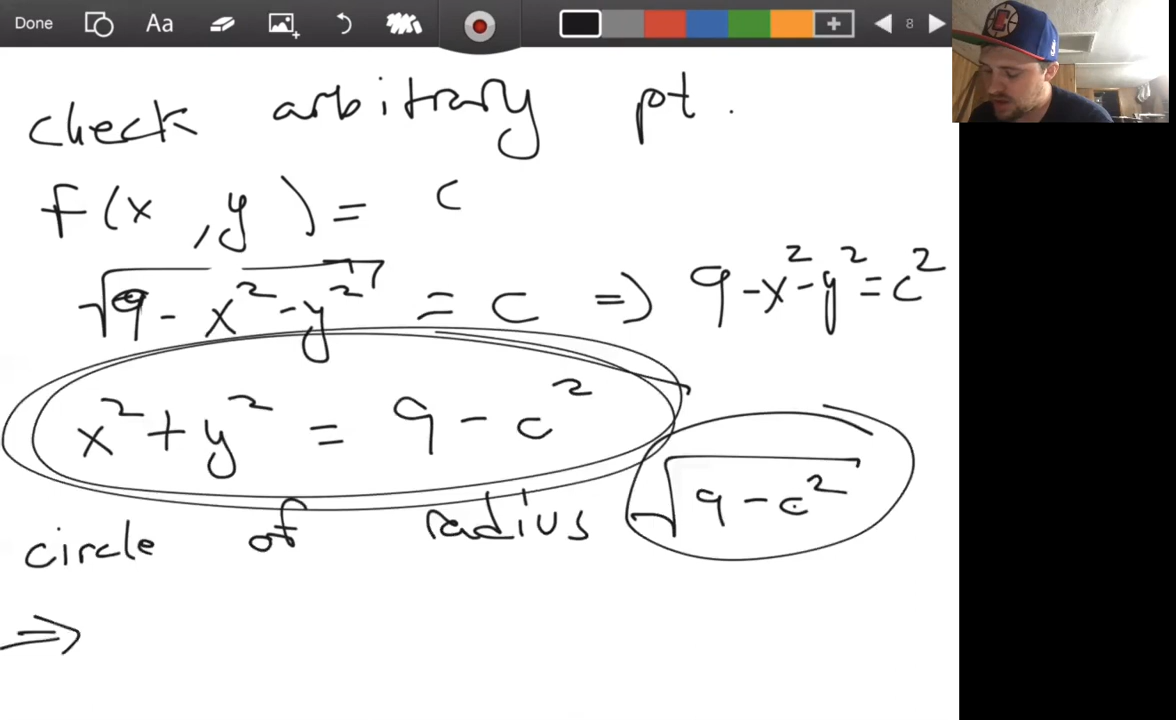 Done Aa 8
check arbitrary pt.
f(x, y) = c
√9 - x² - y² = c ⇒ 9 - x² - y² = c²
x² + y² = 9 - c²
circle of radius √9 - c²
⇒